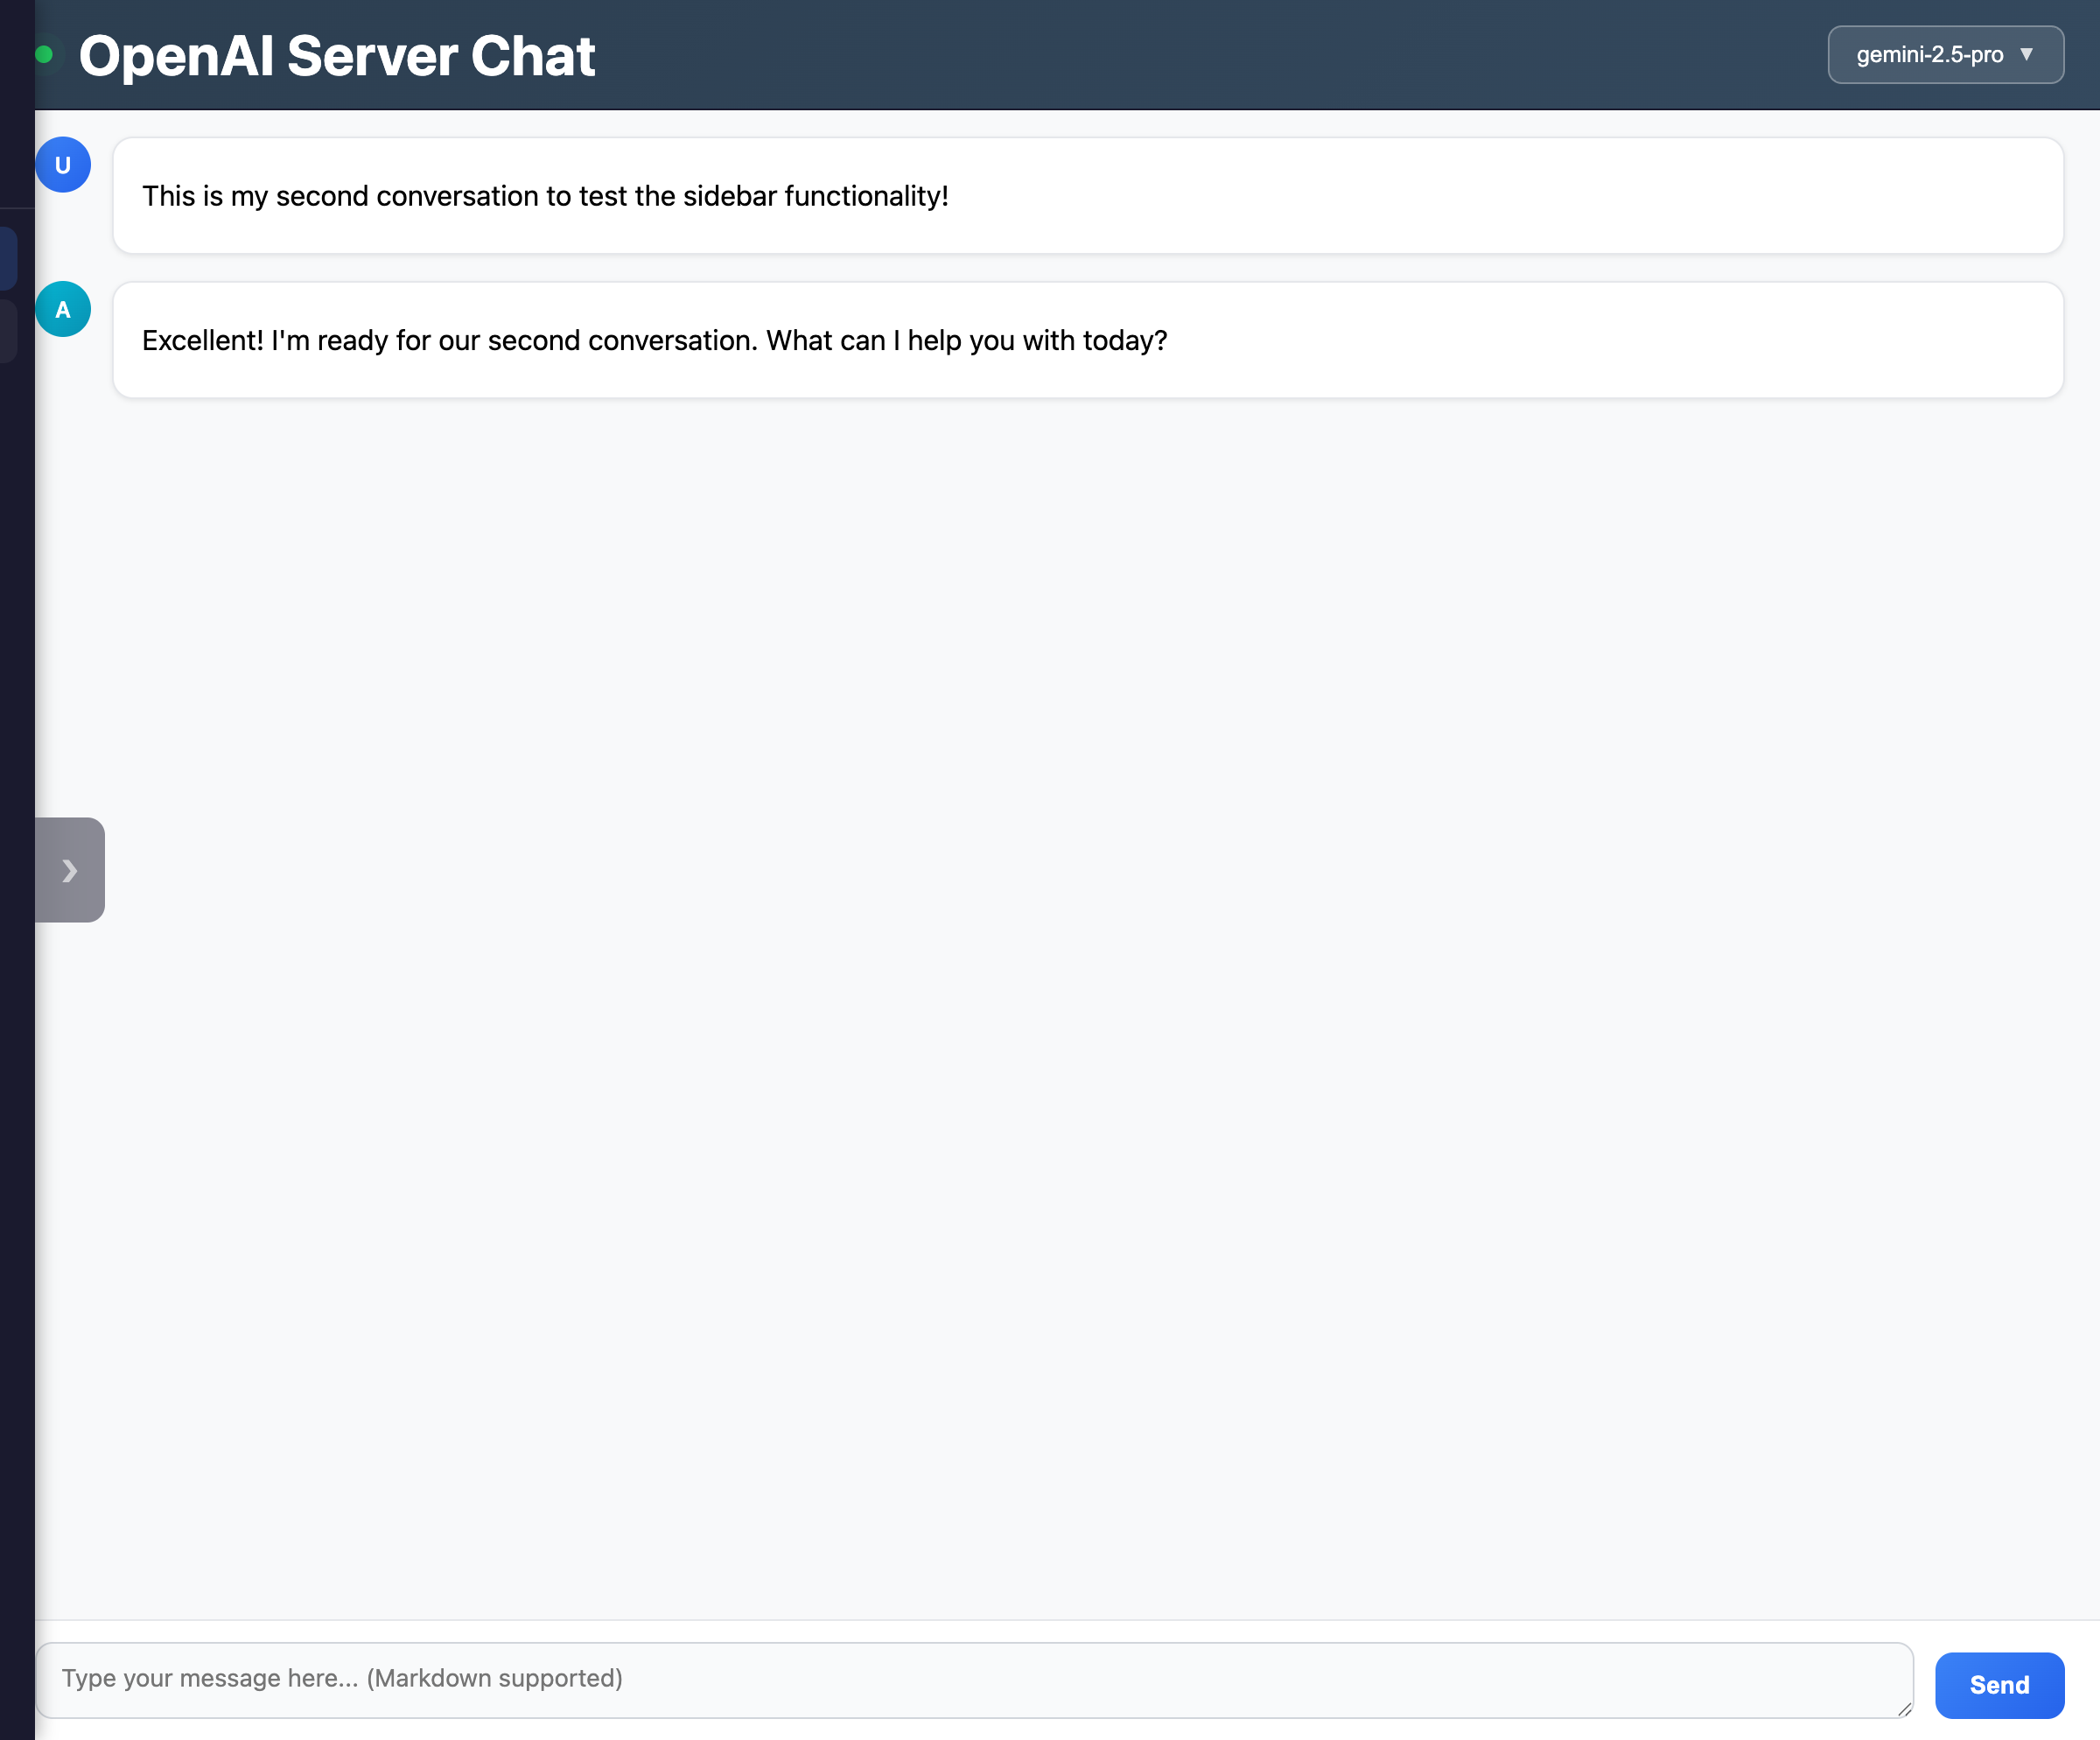 OpenAI Server Chat
gemini-2.5-pro ▼
U
This is my second conversation to test the sidebar functionality!
A
Excellent! I'm ready for our second conversation. What can I help you with today?
❯
Type your message here... (Markdown supported)
Send